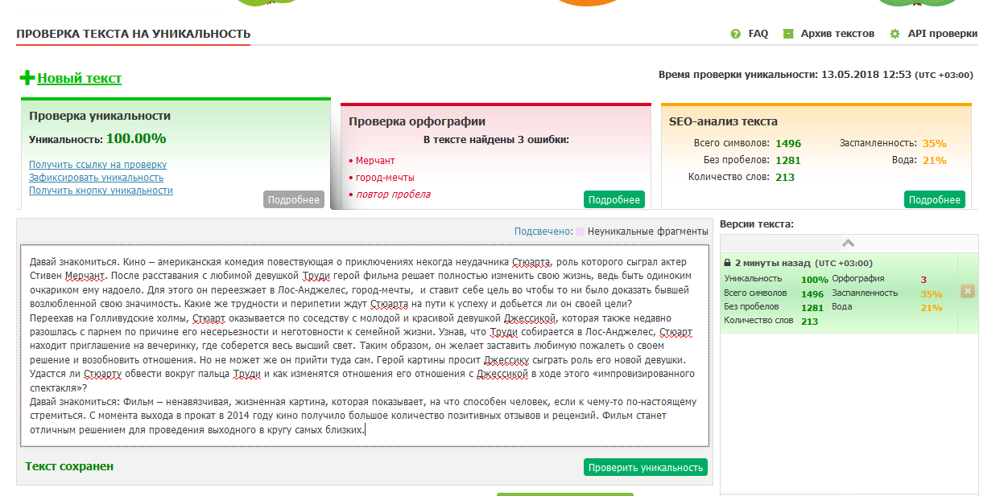 ПРОВЕРКА ТЕКСТА НА УНИКАЛЬНОСТЬ
FAQ Архив текстов API проверки
Новый текст
Время проверки уникальности: 13.05.2018 12:53 (UTC +03:00)
Проверка уникальности
Уникальность: 100.00%
Получить ссылку на проверку
Зафиксировать уникальность
Получить кнопку уникальности
Подробнее
Проверка орфографии
В тексте найдены 3 ошибки:
• Мерчант
• город-мечты
• повтор пробела
Подробнее
SEO-анализ текста
Всего символов: 1496 Заспамленность: 35%
Без пробелов: 1281 Вода: 21%
Количество слов: 213
Подробнее
Подсвечено: Неуникальные фрагменты
Давай знакомиться. Кино – американская комедия повествующая о приключениях некогда неудачника Стюарта, роль которого сыграл актер
Стивен Мерчант. После расставания с любимой девушкой Труди герой фильма решает полностью изменить свою жизнь, ведь быть одиноким
очкариком ему надоело. Для этого он переезжает в Лос-Анджелес, город-мечты,  и ставит себе цель во чтобы то ни было доказать бывшей
возлюбленной свою значимость. Какие же трудности и перипетии ждут Стюарта на пути к успеху и добьется ли он своей цели?
Переехав на Голливудские холмы, Стюарт оказывается по соседству с молодой и красивой девушкой Джессикой, которая также недавно
разошлась с парнем по причине его несерьезности и неготовности к семейной жизни. Узнав, что Труди собирается в Лос-Анджелес, Стюарт
находит приглашение на вечеринку, где соберется весь высший свет. Таким образом, он желает заставить любимую пожалеть о своем
решение и возобновить отношения. Но не может же он прийти туда сам. Герой картины просит Джессику сыграть роль его новой девушки.
Удастся ли Стюарту обвести вокруг пальца Труди и как изменятся отношения его отношения с Джессикой в ходе этого «импровизированного
спектакля»?
Давай знакомиться: Фильм – ненавязчивая, жизненная картина, которая показывает, на что способен человек, если к чему-то по-настоящему
стремиться. С момента выхода в прокат в 2014 году кино получило большое количество позитивных отзывов и рецензий. Фильм станет
отличным решением для проведения выходного в кругу самых близких.
Текст сохранен
Проверить уникальность
Версии текста:
2 минуты назад (UTC +03:00)
Уникальность 100% Орфография 3
Всего символов 1496 Заспамленность 35%
Без пробелов 1281 Вода 21%
Количество слов 213